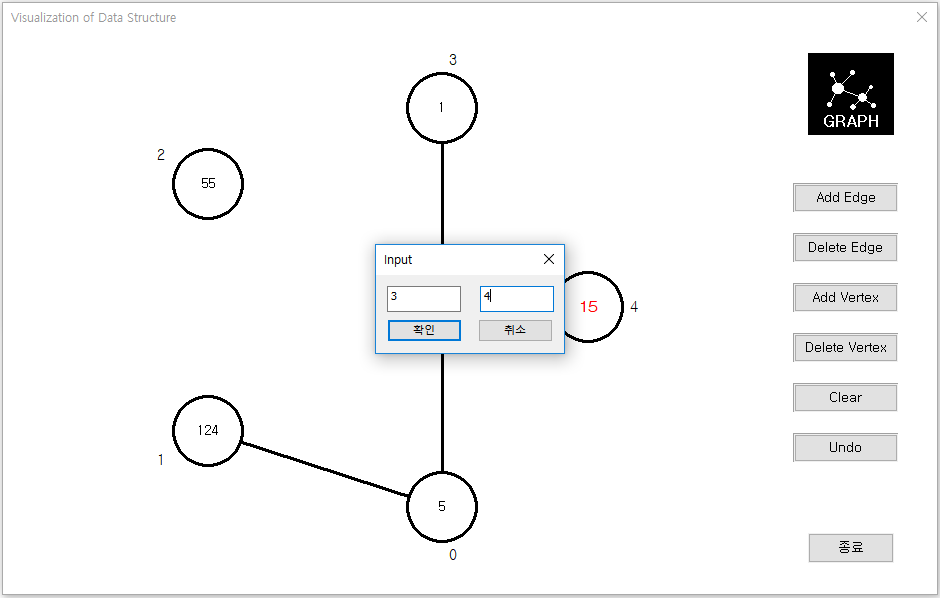 Visualization of Data Structure
3
1
GRAPH
2
55
Add Edge
Delete Edge
Input
3
4
확인
취소
15
4
Add Vertex
Delete Vertex
Clear
124
1
Undo
5
0
종료